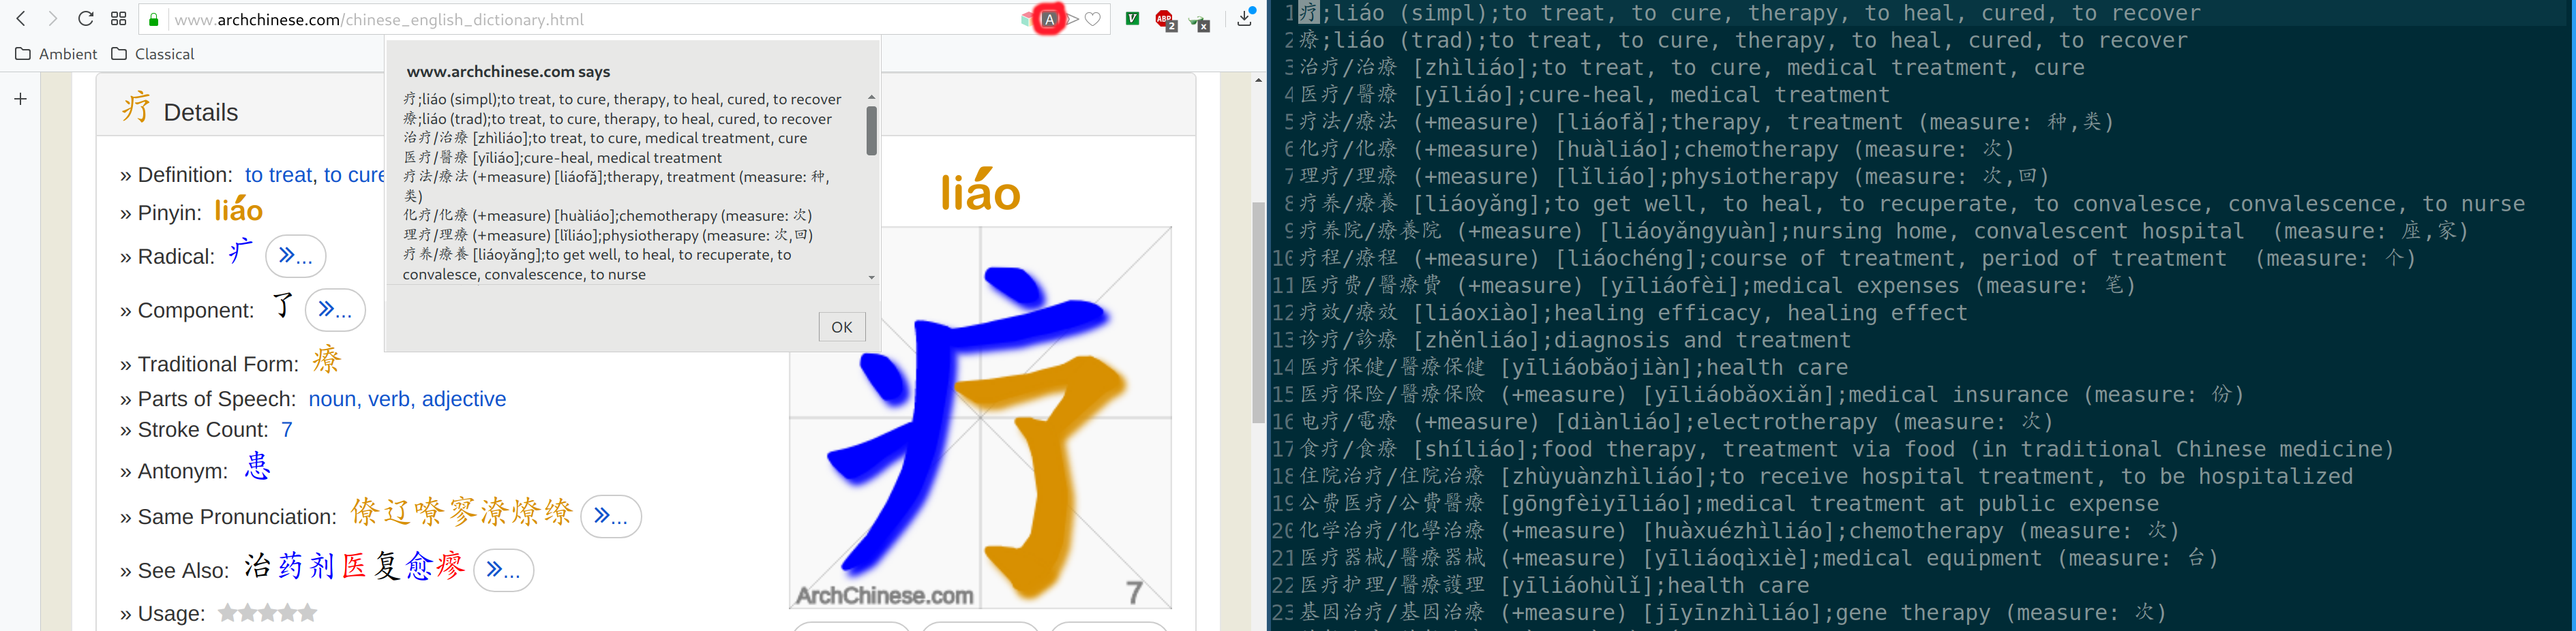 www.archchinese.com/chinese_english_dictionary.html
A
V
ABP
2
x
Ambient
Classical
疗 Details
» Definition: to treat, to cure
» Pinyin: liáo
» Radical: 疒 »...
» Component: 了 »...
» Traditional Form: 療
» Parts of Speech: noun, verb, adjective
» Stroke Count: 7
» Antonym: 患
» Same Pronunciation: 僚辽嘹寥潦燎缭 »...
» See Also: 治药剂医复愈瘳 »...
» Usage:
www.archchinese.com says
疗;liáo (simpl);to treat, to cure, therapy, to heal, cured, to recover
療;liáo (trad);to treat, to cure, therapy, to heal, cured, to recover
治疗/治療 [zhìliáo];to treat, to cure, medical treatment, cure
医疗/醫療 [yīliáo];cure-heal, medical treatment
疗法/療法 (+measure) [liáofǎ];therapy, treatment (measure: 种,
类)
化疗/化療 (+measure) [huàliáo];chemotherapy (measure: 次)
理疗/理療 (+measure) [lǐliáo];physiotherapy (measure: 次,回)
疗养/療養 [liáoyǎng];to get well, to heal, to recuperate, to
convalesce, convalescence, to nurse
OK
liáo
疗
ArchChinese.com
7
1 疗;liáo (simpl);to treat, to cure, therapy, to heal, cured, to recover
2 療;liáo (trad);to treat, to cure, therapy, to heal, cured, to recover
3 治疗/治療 [zhìliáo];to treat, to cure, medical treatment, cure
4 医疗/醫療 [yīliáo];cure-heal, medical treatment
5 疗法/療法 (+measure) [liáofǎ];therapy, treatment (measure: 种,类)
6 化疗/化療 (+measure) [huàliáo];chemotherapy (measure: 次)
7 理疗/理療 (+measure) [lǐliáo];physiotherapy (measure: 次,回)
8 疗养/療養 [liáoyǎng];to get well, to heal, to recuperate, to convalesce, convalescence, to nurse
9 疗养院/療養院 (+measure) [liáoyǎngyuàn];nursing home, convalescent hospital  (measure: 座,家)
10 疗程/療程 (+measure) [liáochéng];course of treatment, period of treatment  (measure: 个)
11 医疗费/醫療費 (+measure) [yīliáofèi];medical expenses (measure: 笔)
12 疗效/療效 [liáoxiào];healing efficacy, healing effect
13 诊疗/診療 [zhěnliáo];diagnosis and treatment
14 医疗保健/醫療保健 [yīliáobǎojiàn];health care
15 医疗保险/醫療保險 (+measure) [yīliáobǎoxiǎn];medical insurance (measure: 份)
16 电疗/電療 (+measure) [diànliáo];electrotherapy (measure: 次)
17 食疗/食療 [shíliáo];food therapy, treatment via food (in traditional Chinese medicine)
18 住院治疗/住院治療 [zhùyuànzhìliáo];to receive hospital treatment, to be hospitalized
19 公费医疗/公費醫療 [gōngfèiyīliáo];medical treatment at public expense
20 化学治疗/化學治療 (+measure) [huàxuézhìliáo];chemotherapy (measure: 次)
21 医疗器械/醫療器械 (+measure) [yīliáoqìxiè];medical equipment (measure: 台)
22 医疗护理/醫療護理 [yīliáohùlǐ];health care
23 基因治疗/基因治療 (+measure) [jīyīnzhìliáo];gene therapy (measure: 次)